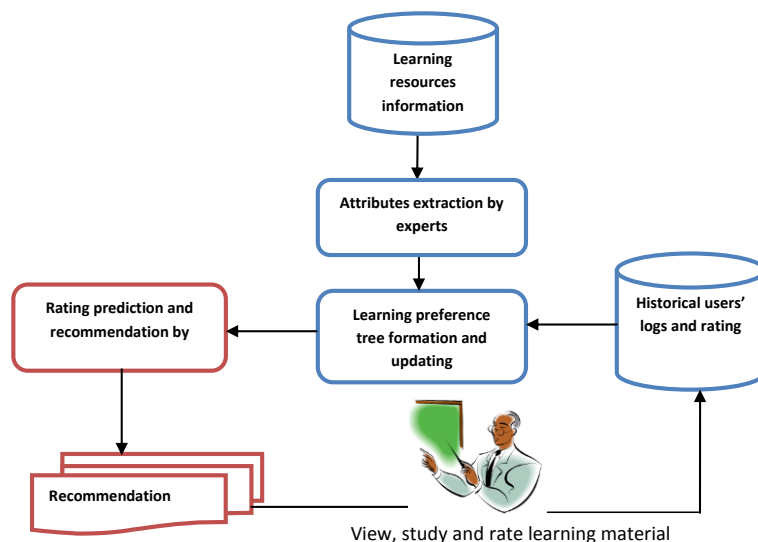 Learning
resources
information
Attributes extraction by
experts
Rating prediction and
recommendation by
Learning preference
tree formation and
updating
Historical users’
logs and rating
Recommendation
View, study and rate learning material